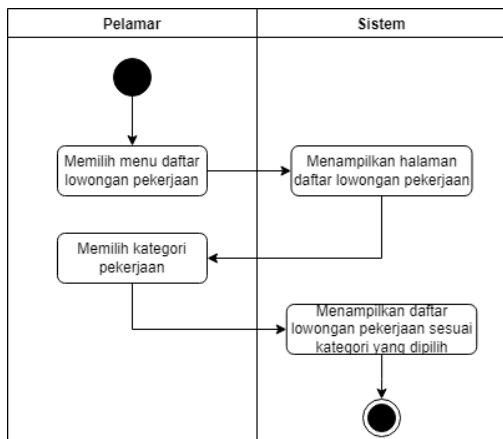 Pelamar
Sistem
Memilih menu daftar
lowongan pekerjaan
Menampilkan halaman
daftar lowongan pekerjaan
Memilih kategori
pekerjaan
Menampilkan daftar
lowongan pekerjaan sesuai
kategori yang dipilih